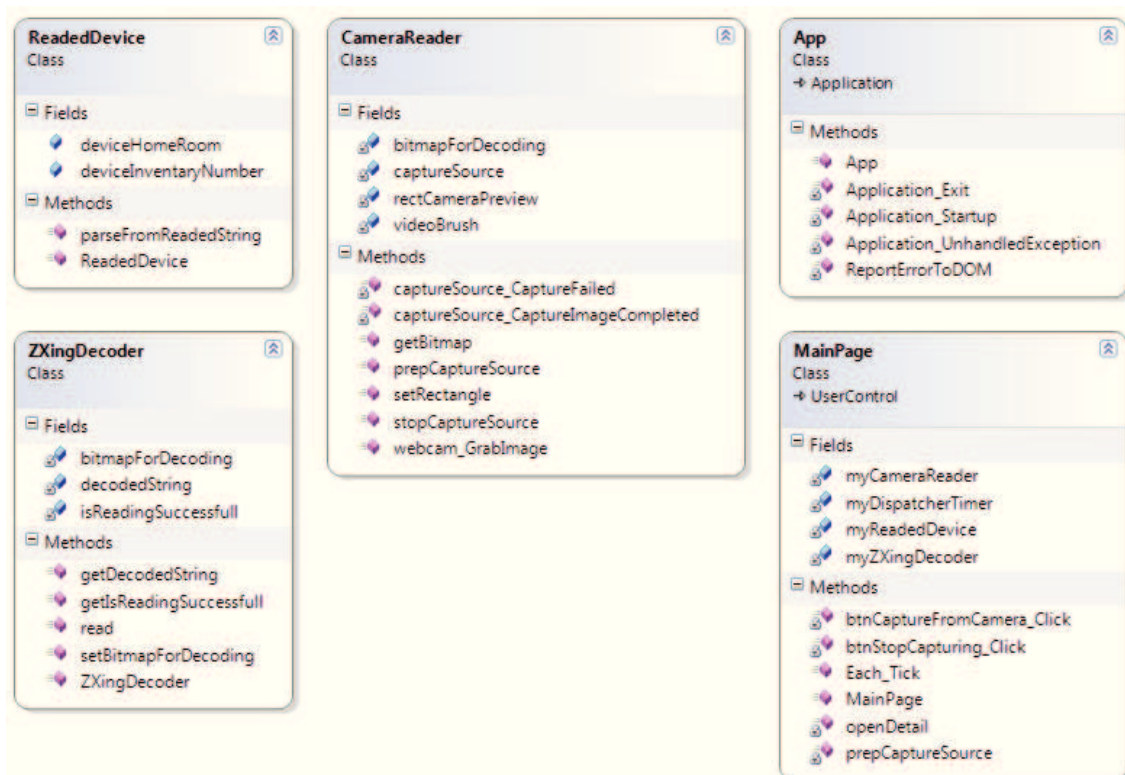 ReadedDevice
Class
Fields
deviceHomeRoom
deviceInventaryNumber
Methods
parseFromReadedString
ReadedDevice
CameraReader
Class
Fields
bitmapForDecoding
captureSource
rectCameraPreview
videoBrush
Methods
captureSource_CaptureFailed
captureSource_CaptureImageCompleted
getBitmap
prepCaptureSource
setRectangle
stopCaptureSource
webcam_GrabImage
App
Class
Application
Methods
App
Application_Exit
Application_Startup
Application_UnhandledException
ReportErrorToDOM
ZXingDecoder
Class
Fields
bitmapForDecoding
decodedString
isReadingSuccessfull
Methods
getDecodedString
getIsReadingSuccessfull
read
setBitmapForDecoding
ZXingDecoder
MainPage
Class
UserControl
Fields
myCameraReader
myDispatcherTimer
myReadedDevice
myZXingDecoder
Methods
btnCaptureFromCamera_Click
btnStopCapturing_Click
Each_Tick
MainPage
openDetail
prepCaptureSource